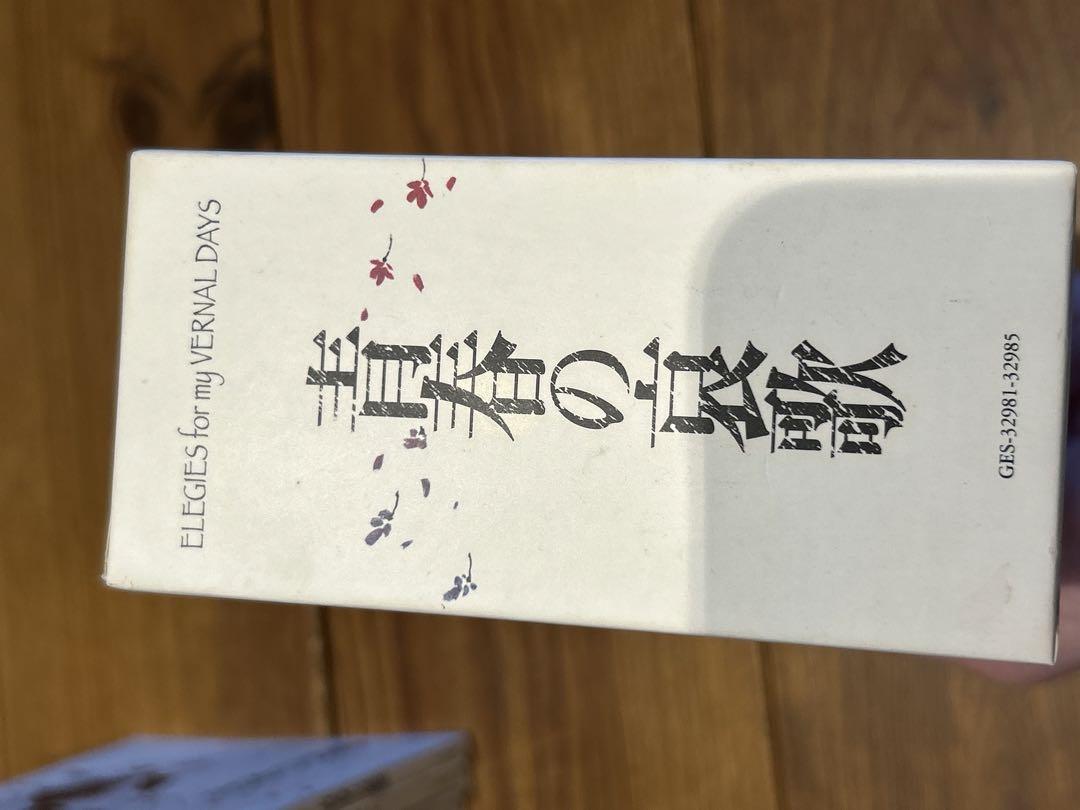 ELEGIES for my VERNAL DAYS
青春の哀歌
GES-32981-32985